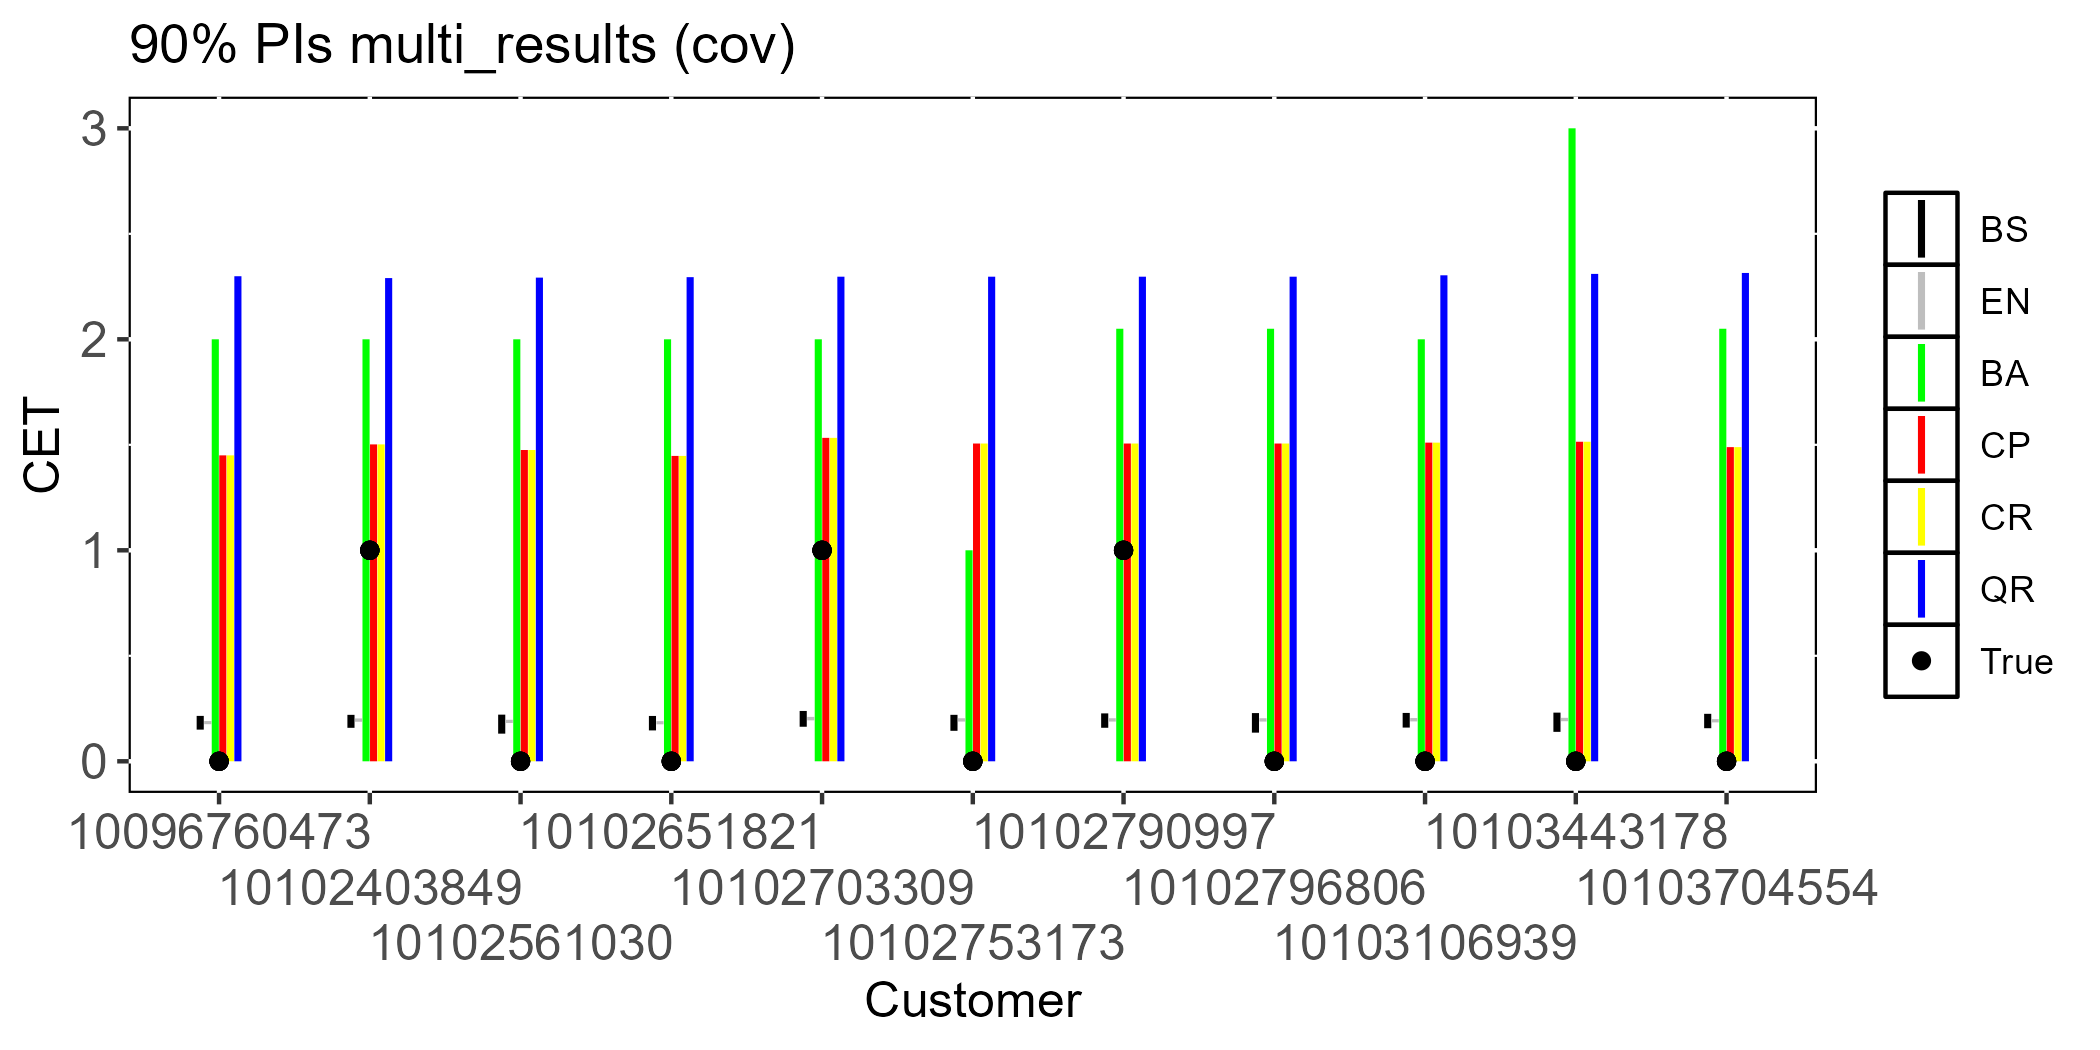 90% PIs multi_results (cov)
3
2
1
0
CET
10096760473
10102651821
10102790997
10103443178
10102403849
10102703309
10102796806
10103704554
10102561030
10102753173
10103106939
Customer
BS
EN
BA
CP
CR
QR
True